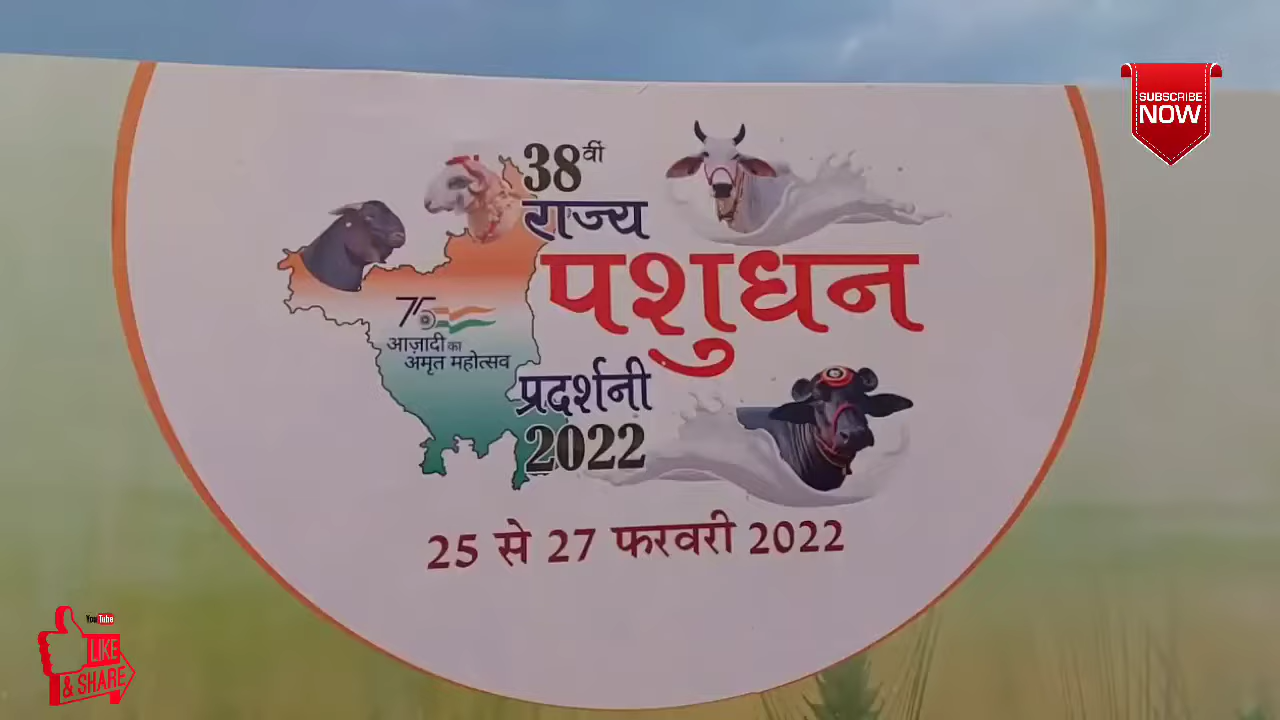 SUBSCRIBE
NOW
38वीं
राज्य
पशुधन
75
आज़ादी का
अमृत महोत्सव
प्रदर्शनी
2022
25 से 27 फरवरी 2022
YouTube
LIKE
& SHARE